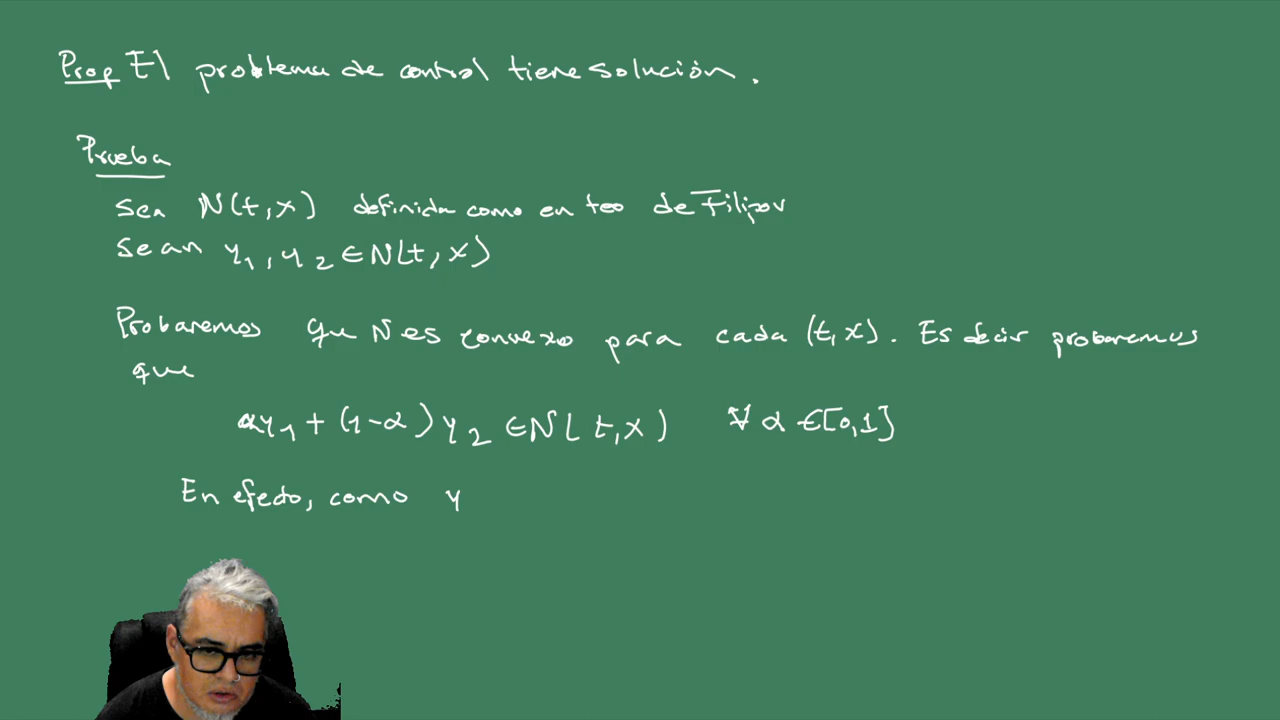 Prop El problema de control tiene solución.
Prueba
Sea N(t,x) definida como en teo de Filipov
Sean y₁, y₂ ∈ N(t,x)
Probaremos que N es convexo para cada (t,x). Es decir probaremos
que
αy₁ + (1-α)y₂ ∈ N(t,x) ∀ α ∈ [0,1]
En efecto, como y